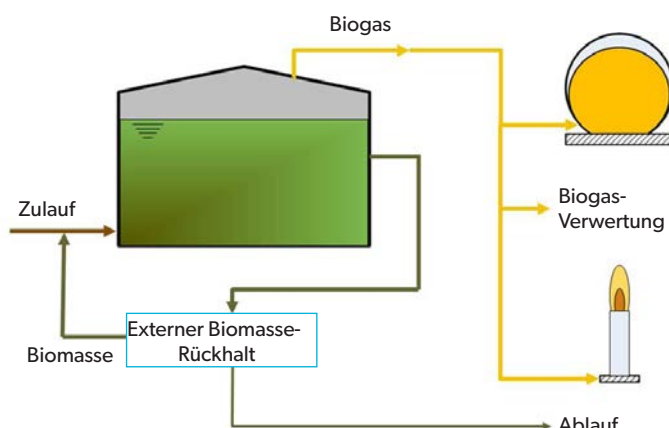 Biogas
Zulauf
Biogas-
Verwertung
Externer Biomasse-
Rückhalt
Biomasse
Ablauf